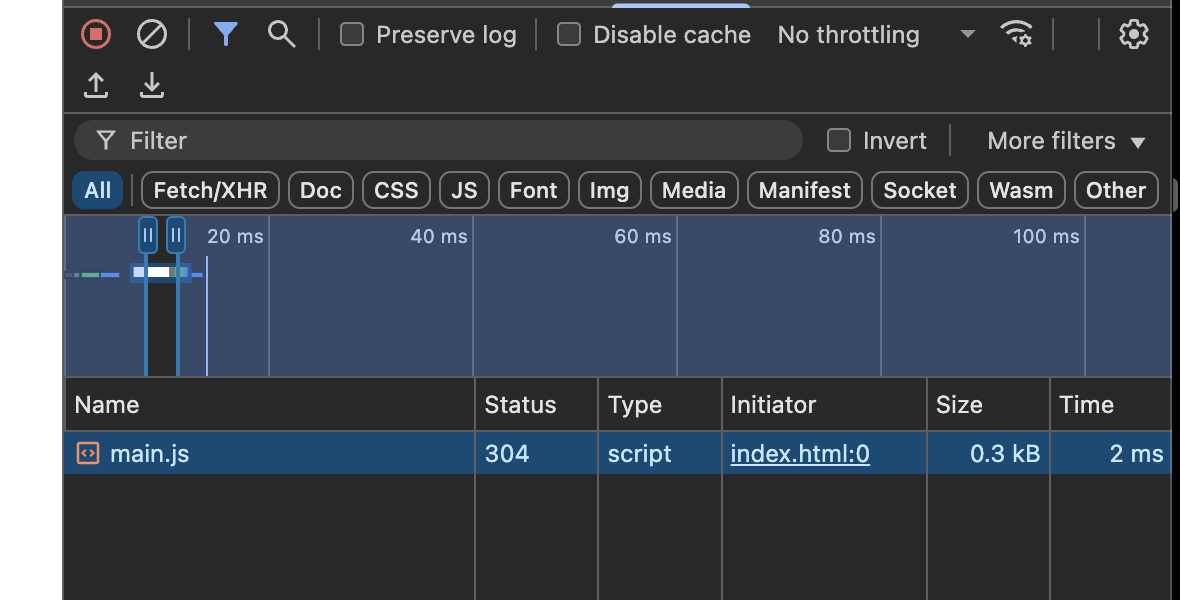 Preserve log Disable cache No throttling
Filter Invert More filters
All Fetch/XHR Doc CSS JS Font Img Media Manifest Socket Wasm Other
20 ms 40 ms 60 ms 80 ms 100 ms
Name Status Type Initiator Size Time
main.js 304 script index.html:0 0.3 kB 2 ms